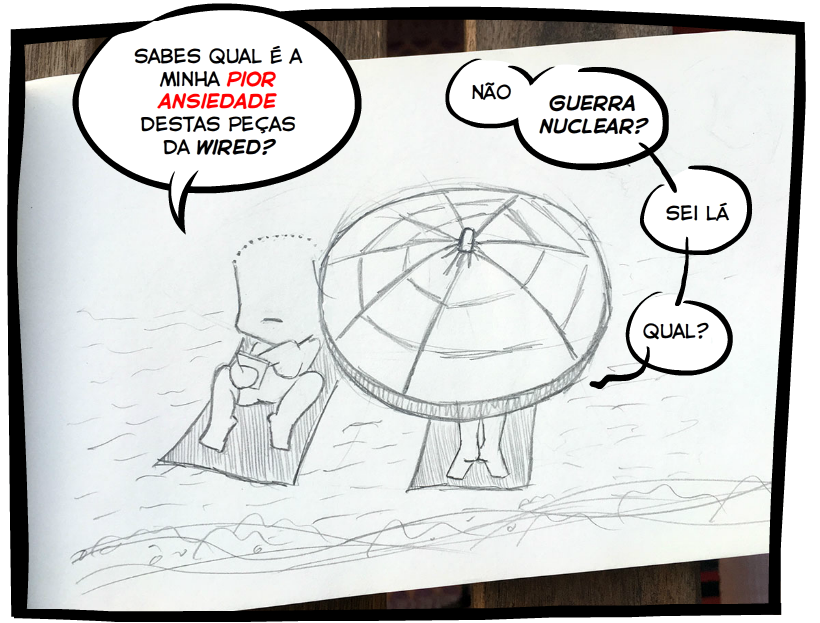 SABES QUAL É A
MINHA PIOR
ANSIEDADE
DESTAS PEÇAS
DA WIRED?
NÃO
GUERRA
NUCLEAR?
SEI LÁ
QUAL?